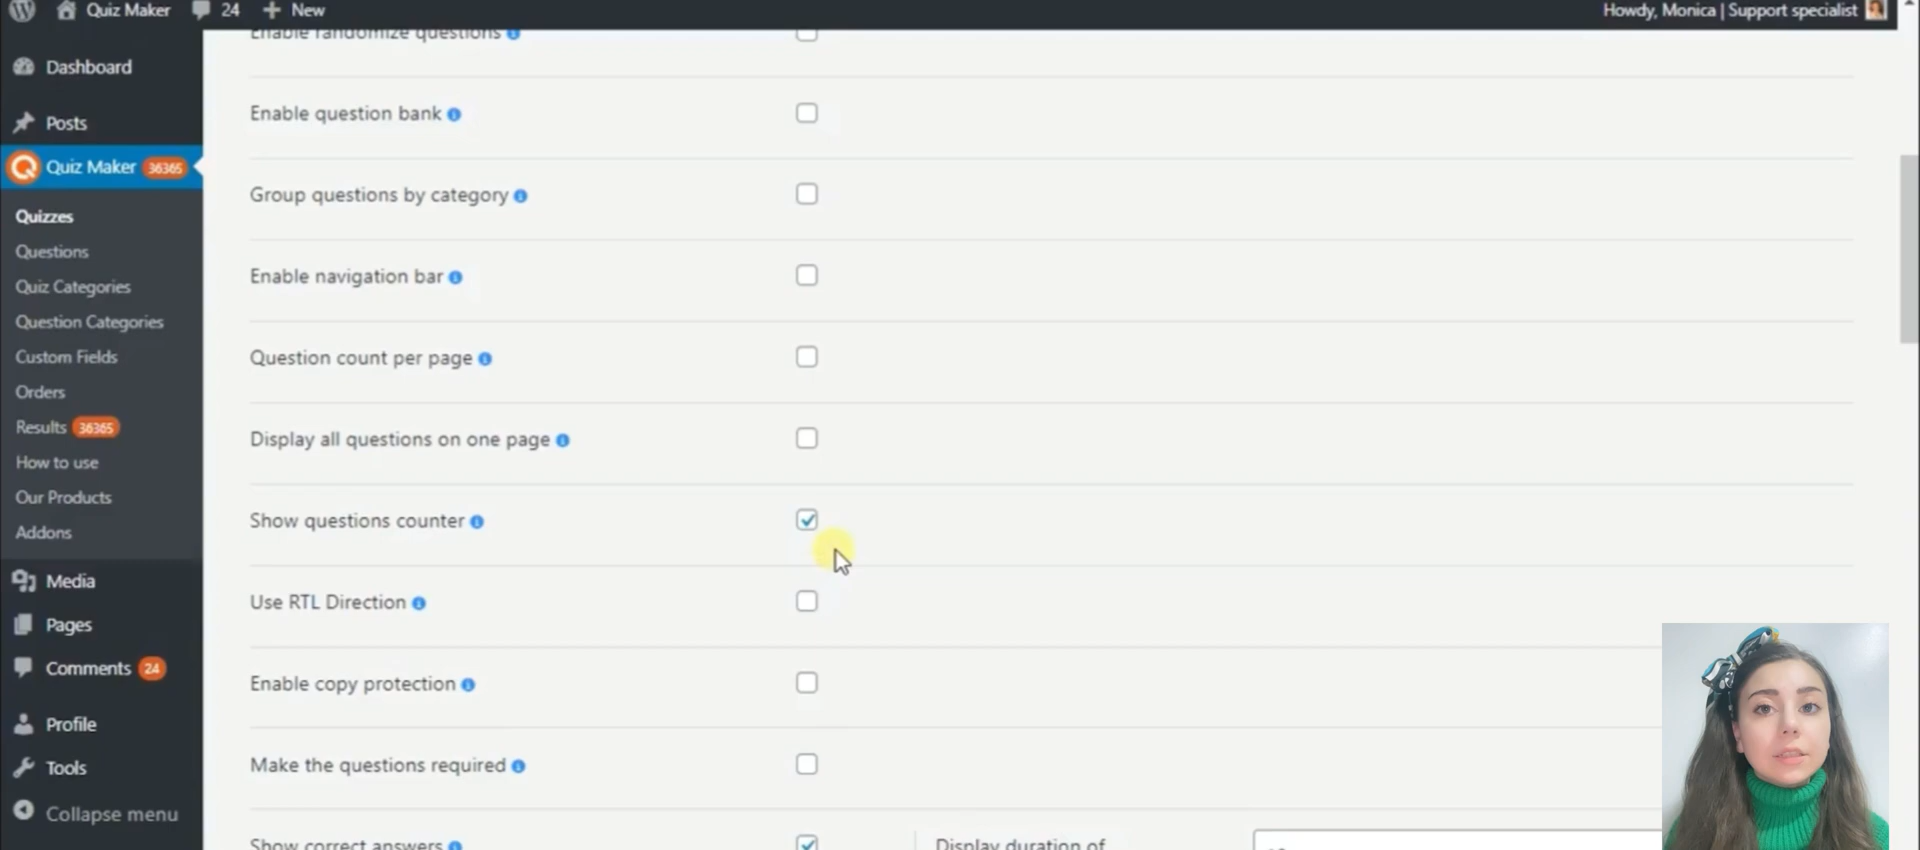 Quiz Maker 24 New Howdy, Monica | Support specialist
Dashboard
Posts
Quiz Maker 36365
Quizzes
Questions
Quiz Categories
Question Categories
Custom Fields
Orders
Results 36365
How to use
Our Products
Addons
Media
Pages
Comments 24
Profile
Tools
Collapse menu
Enable randomize questions
Enable question bank
Group questions by category
Enable navigation bar
Question count per page
Display all questions on one page
Show questions counter
Use RTL Direction
Enable copy protection
Make the questions required
Show correct answers
Display duration of